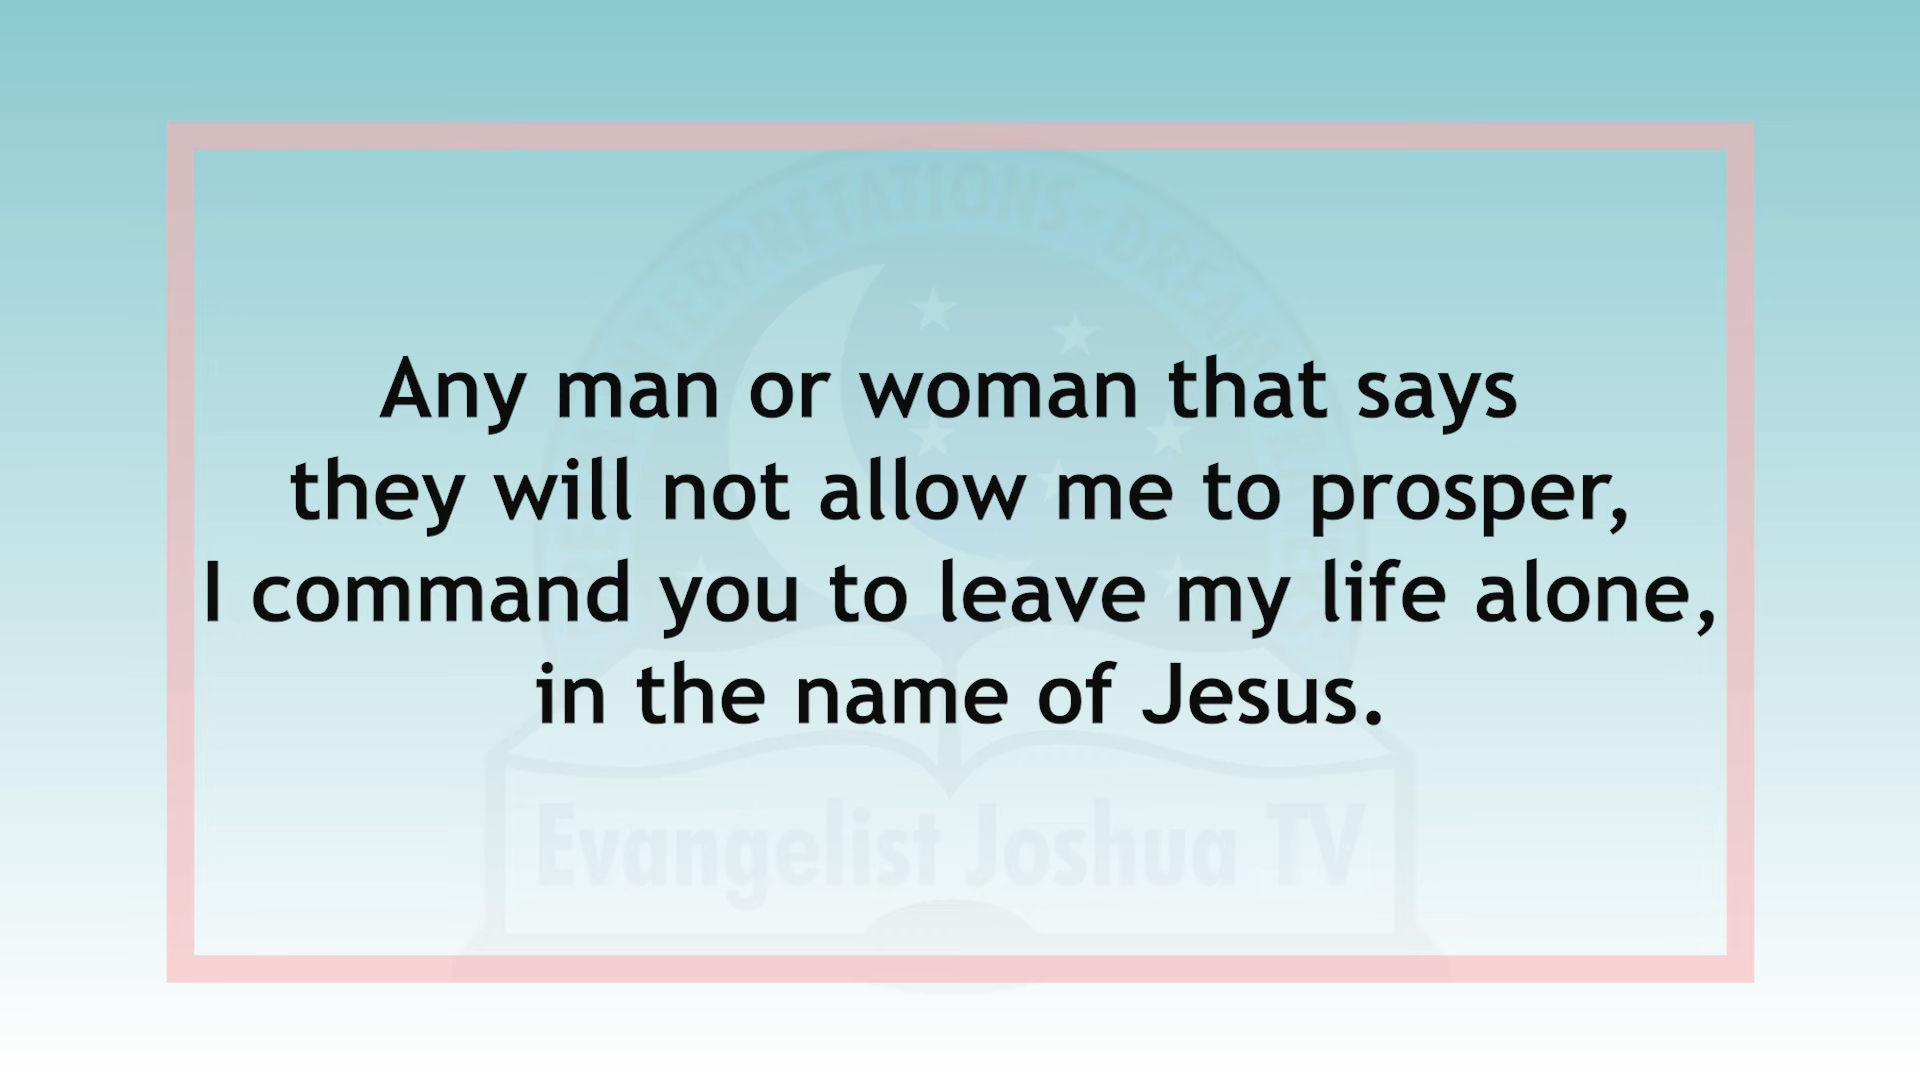 Any man or woman that says
they will not allow me to prosper,
I command you to leave my life alone,
in the name of Jesus.
Evangelist Joshua TV